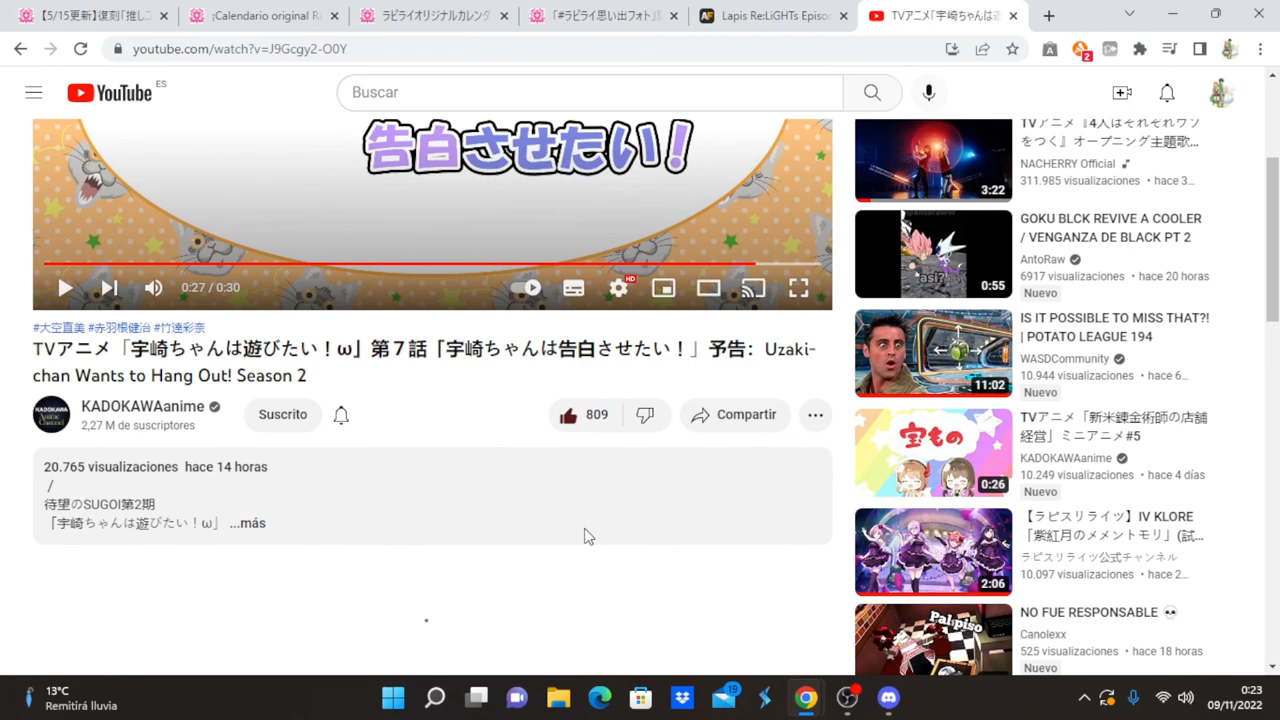 【5/15更新】復刻「推しこ
¡Calendario original R
ラピライオリジナルカレンダ
「#ラピライ思い出フォト」
Lapis Re:LiGHTs Episo
TVアニメ「宇崎ちゃんは遊
youtube.com/watch?v=J9Gcgy2-O0Y
2
YouTube ES
Buscar
告白させたい！
0:27 / 0:30
HD
#大空直美 #赤羽根健治 #竹達彩奈
TVアニメ「宇崎ちゃんは遊びたい！ω」第７話「宇崎ちゃんは告白させたい！」予告：Uzaki-
chan Wants to Hang Out! Season 2
KADOKAWA
Anime
Channel
KADOKAWAanime
2,27 M de suscriptores
Suscrito
809
Compartir
20.765 visualizaciones hace 14 horas
/
待望のSUGOI第2期
「宇崎ちゃんは遊びたい！ω」 ...más
TVアニメ『4人はそれぞれウソ
をつく』オープニング主題歌...
NACHERRY Official
311.985 visualizaciones • hace 3...
3:22
GOKU BLCK REVIVE A COOLER
/ VENGANZA DE BLACK PT 2
AntoRaw
6917 visualizaciones • hace 20 horas
Nuevo
asi?!
0:55
IS IT POSSIBLE TO MISS THAT?!
| POTATO LEAGUE 194
WASDCommunity
10.944 visualizaciones • hace 6...
Nuevo
11:02
TVアニメ「新米錬金術師の店舗
経営」ミニアニメ#5
KADOKAWAanime
10.249 visualizaciones • hace 4 días
Nuevo
宝もの
0:26
【ラピスリライツ】IV KLORE
「紫紅月のメメントモリ」(試...
ラピスリライツ公式チャンネル
10.097 visualizaciones • hace 2...
2:06
NO FUE RESPONSABLE 💀
Canolexx
525 visualizaciones • hace 18 horas
Nuevo
Pal piso
13°C
Remitirá lluvia
19
0:23
09/11/2022